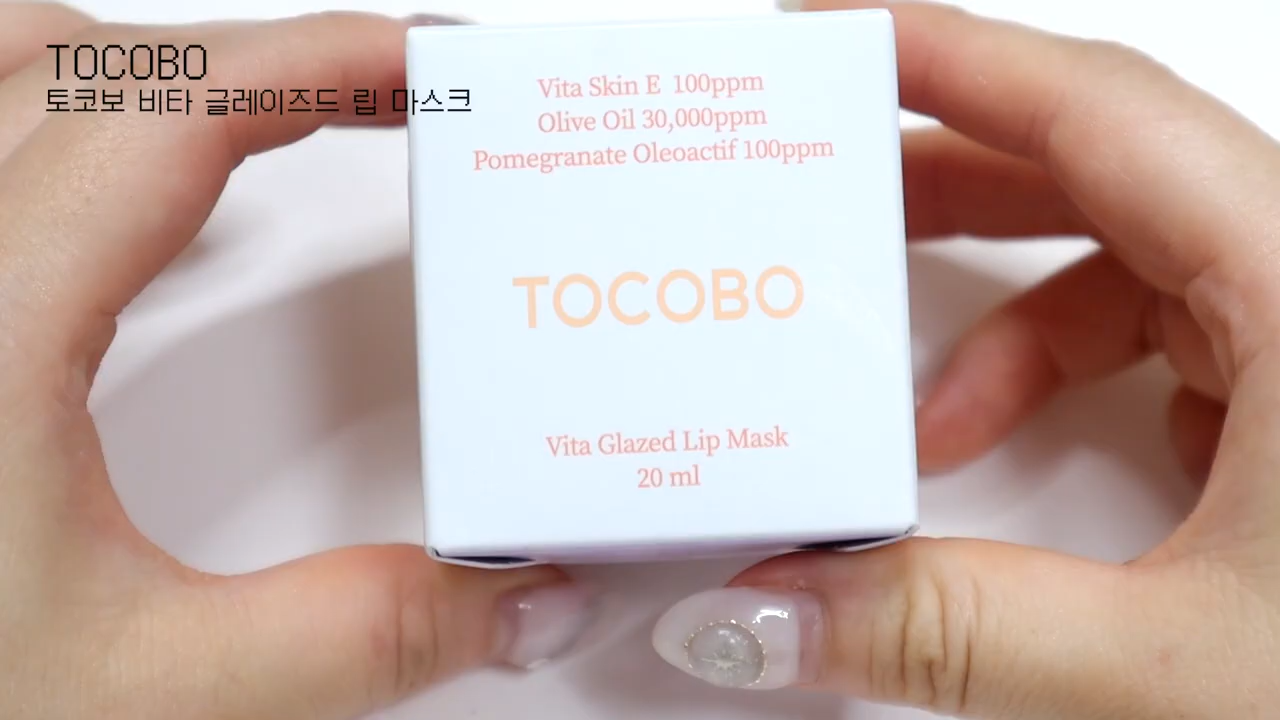 TOCOBO
토코보 비타 글레이즈드 립 마스크
Vita Skin E 100ppm
Olive Oil 30,000ppm
Pomegranate Oleoactif 100ppm
TOCOBO
Vita Glazed Lip Mask
20 ml